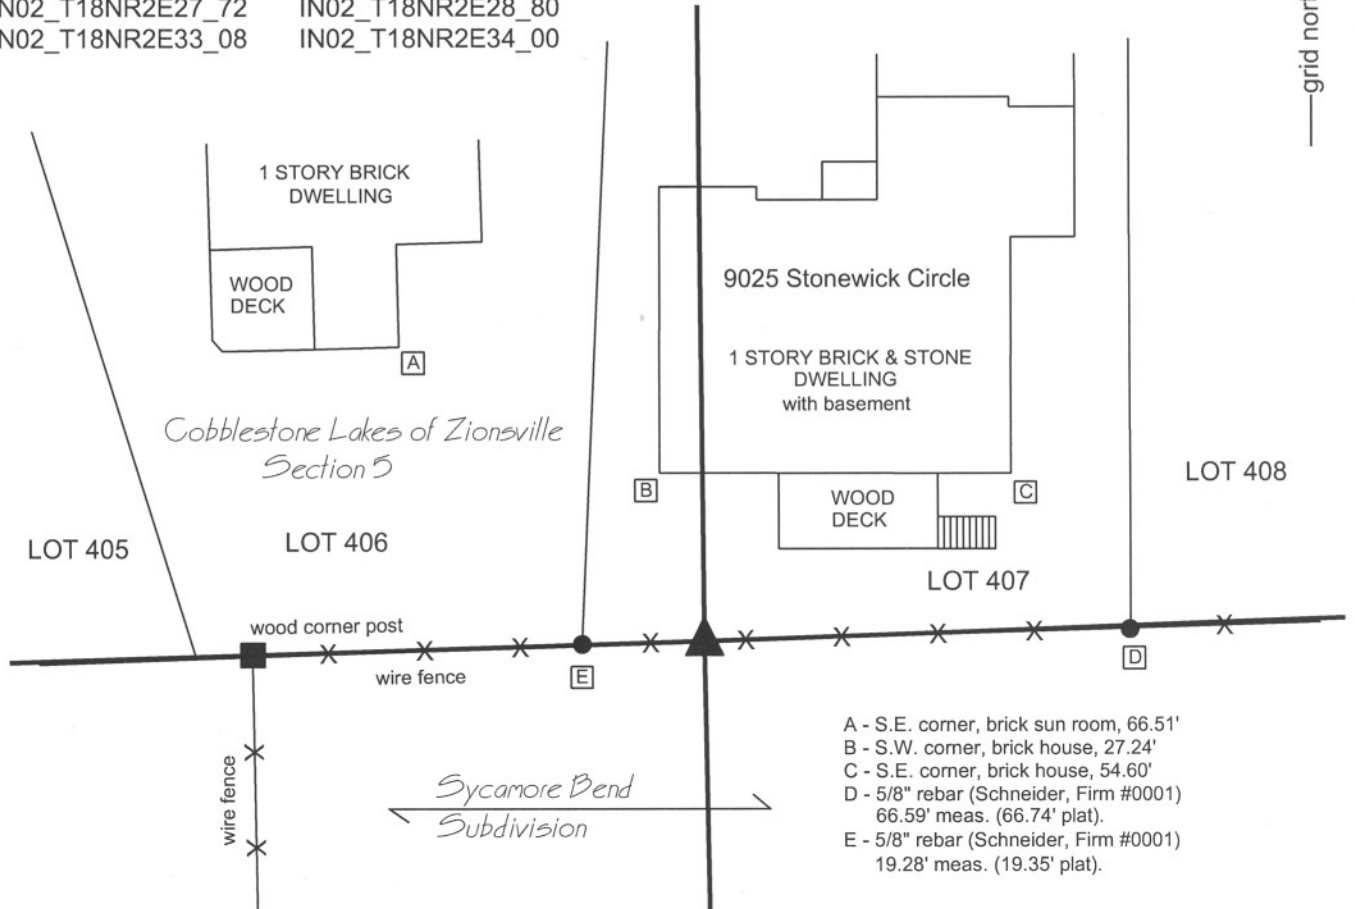 N02_T18NR2E27_72 IN02_T18NR2E28_80
N02_T18NR2E33_08 IN02_T18NR2E34_00
grid nor
1 STORY BRICK
DWELLING
WOOD
DECK
A
9025 Stonewick Circle
1 STORY BRICK & STONE
DWELLING
with basement
Cobblestone Lakes of Zionsville
Section 5
B
WOOD
DECK
C
LOT 408
LOT 405
LOT 406
LOT 407
wood corner post
wire fence
E
D
wire fence
Sycamore Bend
Subdivision
A - S.E. corner, brick sun room, 66.51'
B - S.W. corner, brick house, 27.24'
C - S.E. corner, brick house, 54.60'
D - 5/8" rebar (Schneider, Firm #0001)
66.59' meas. (66.74' plat).
E - 5/8" rebar (Schneider, Firm #0001)
19.28' meas. (19.35' plat).